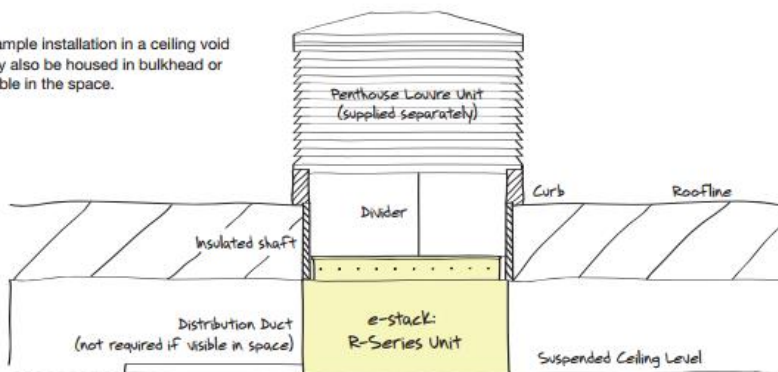 ample installation in a ceiling void
y also be housed in bulkhead or
ble in the space.
Penthouse Louvre Unit
(supplied separately)
Curb
Roofline
Divider
Insulated shaft
Distribution Duct
(not required if visible in space)
e-stack:
R-Series Unit
Suspended Ceiling Level